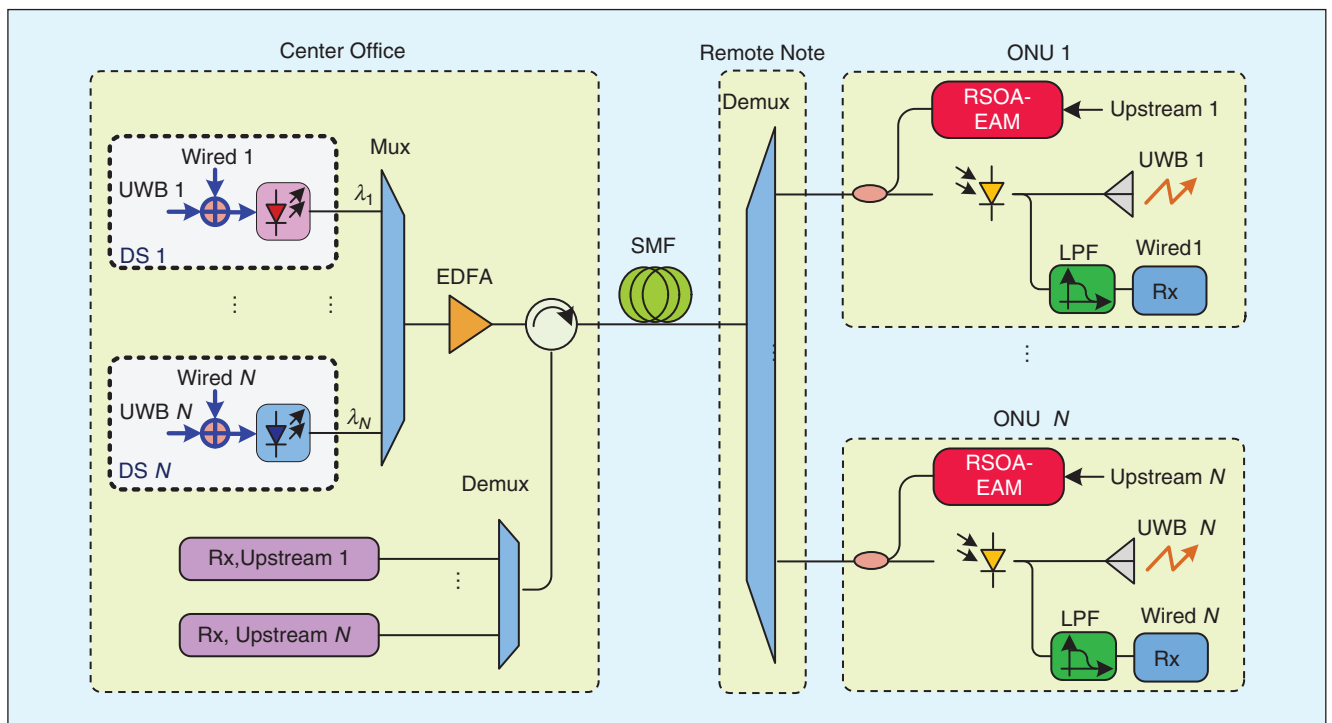 Center Office
Remote Note
ONU 1
Demux
RSOA-
EAM
Upstream 1
Wired 1
Mux
UWB 1
λ1
DS 1
UWB 1
SMF
LPF
Wired1
Rx
EDFA
Wired N
UWB N
λN
DS N
ONU N
RSOA-
EAM
Upstream N
Demux
UWB N
Rx,Upstream 1
LPF
Wired N
Rx
Rx, Upstream N